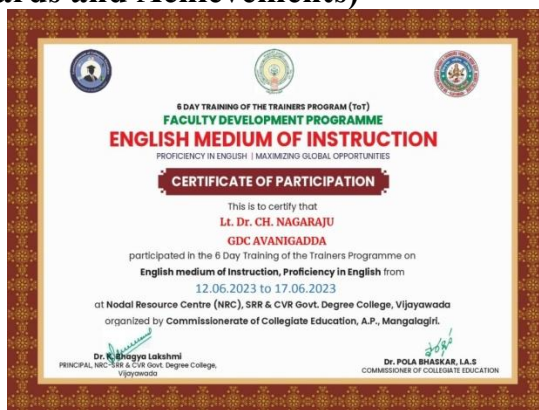 ards and Achievements)
6 DAY TRAINING OF THE TRAINERS PROGRAM (ToT)
FACULTY DEVELOPMENT PROGRAMME
ENGLISH MEDIUM OF INSTRUCTION
PROFICIENCY IN ENGLISH | MAXIMIZING GLOBAL OPPORTUNITIES
CERTIFICATE OF PARTICIPATION
This is to certify that
Lt. Dr. CH. NAGARAJU
GDC AVANIGADDA
participated in the 6 Day Training of the Trainers Programme on
English medium of Instruction, Proficiency in English from
12.06.2023 to 17.06.2023
at Nodal Resource Centre (NRC), SRR & CVR Govt. Degree College, Vijayawada
organized by Commissionerate of Collegiate Education, A.P., Mangalagiri.
Dr. K. Bhagya Lakshmi
PRINCIPAL, NRC-SRR & CVR Govt. Degree College,
Vijayawada
Dr. POLA BHASKAR, I.A.S
COMMISSIONER OF COLLEGIATE EDUCATION